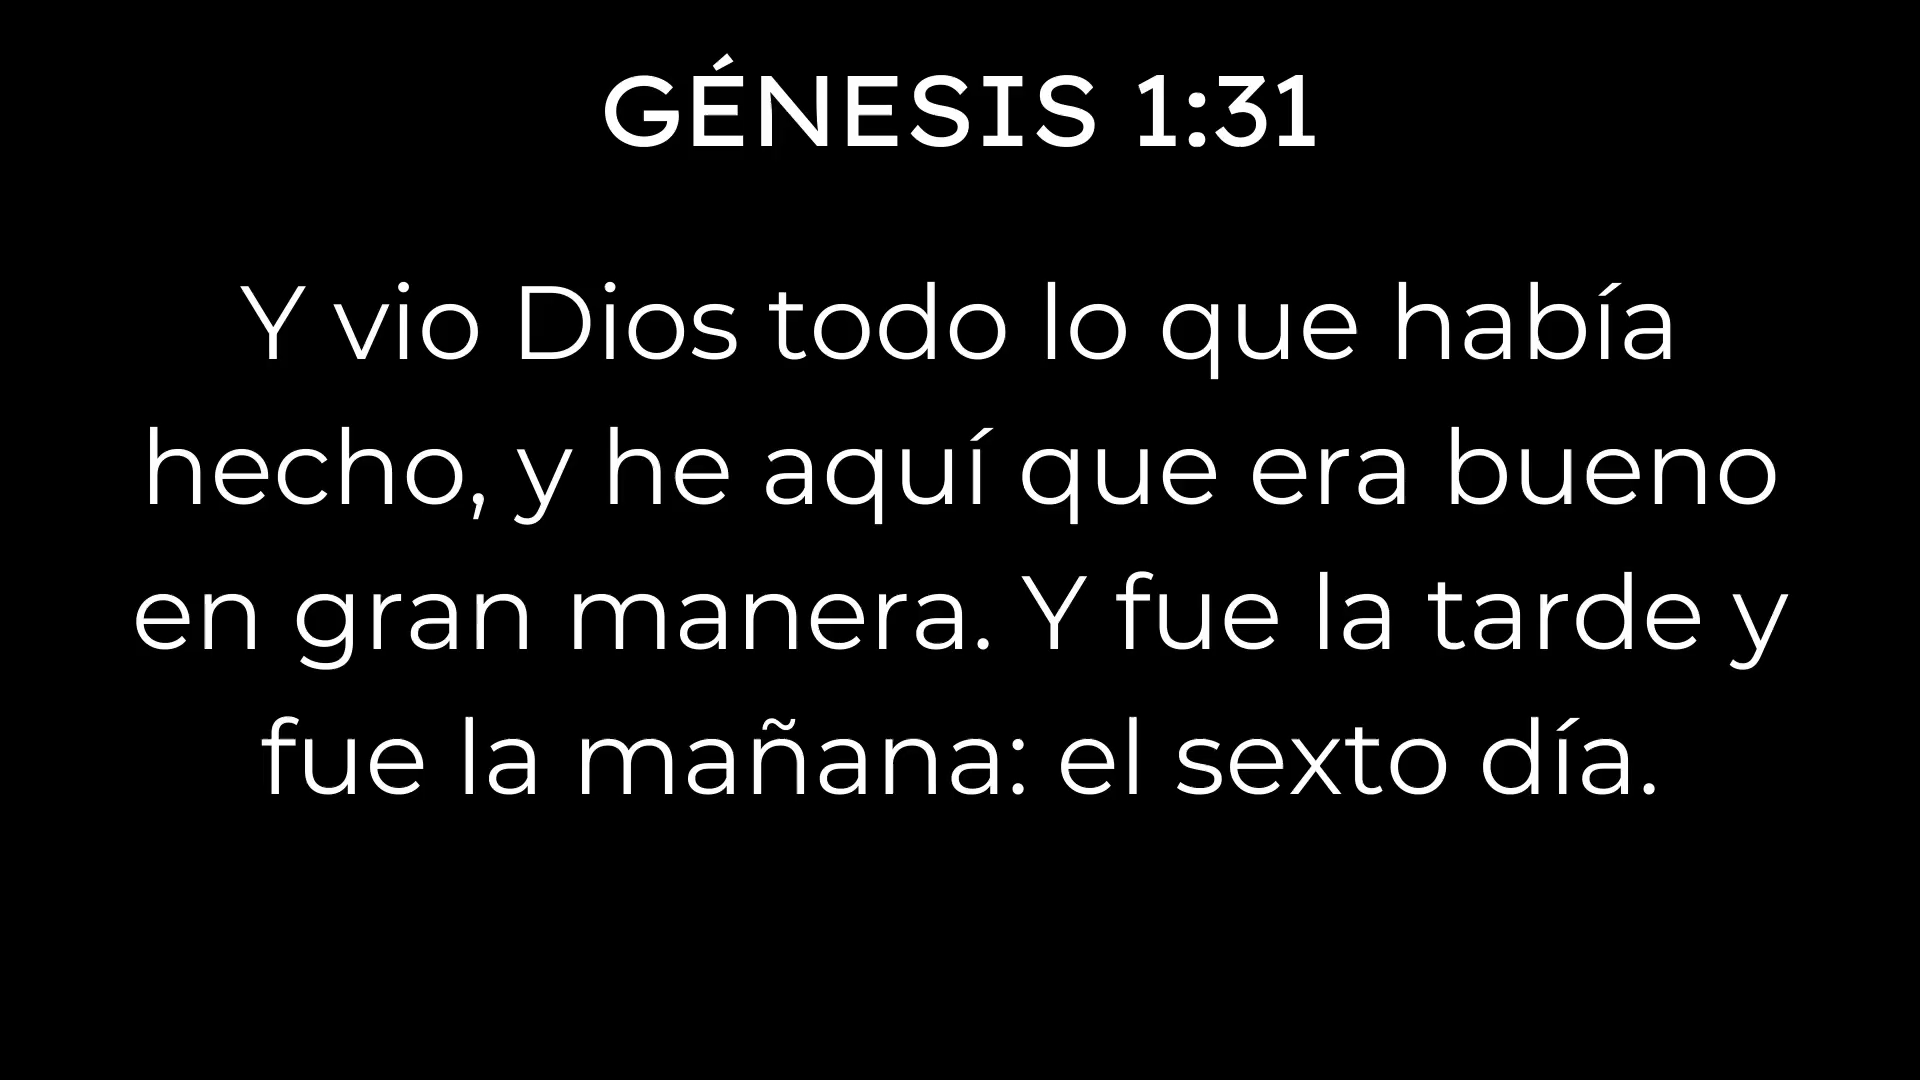 GÉNESIS 1:31
Y vio Dios todo lo que había
hecho, y he aquí que era bueno
en gran manera. Y fue la tarde y
fue la mañana: el sexto día.